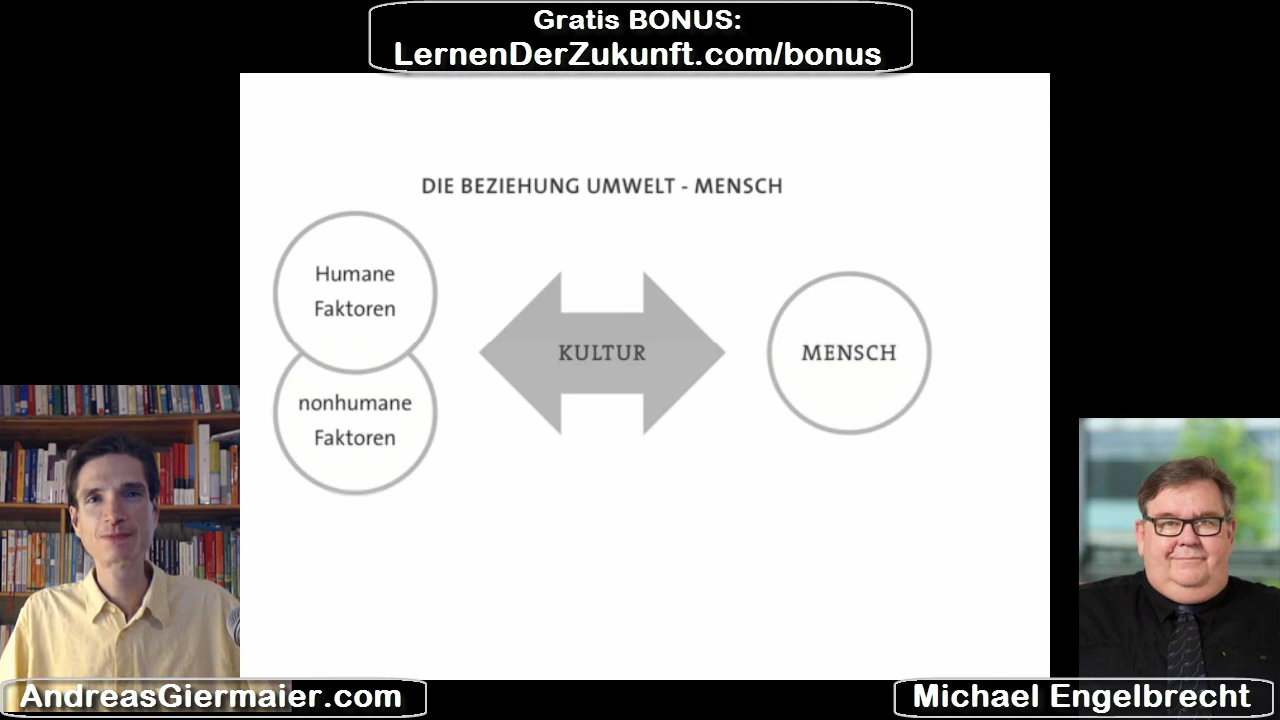 Gratis BONUS:
LernenDerZukunft.com/bonus
DIE BEZIEHUNG UMWELT - MENSCH
Humane
Faktoren
nonhumane
Faktoren
KULTUR
MENSCH
AndreasGiermaier.com
Michael Engelbrecht